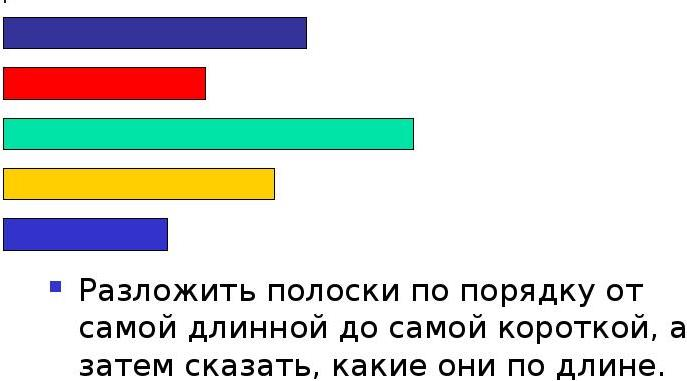 Разложить полоски по порядку от
самой длинной до самой короткой, а
затем сказать, какие они по длине.